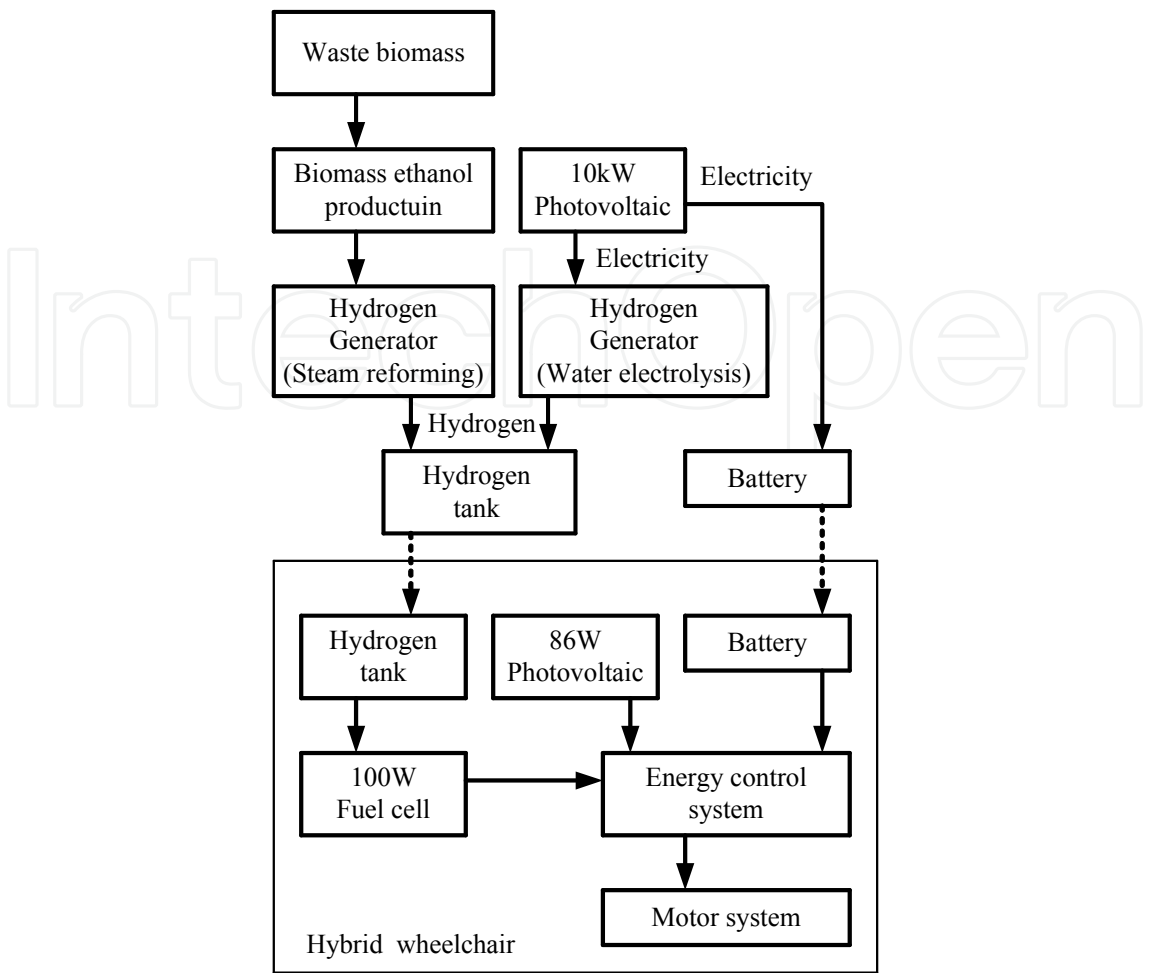 Waste biomass
Biomass ethanol
productuin
10kW
Photovoltaic
Electricity
Electricity
Hydrogen
Generator
(Steam reforming)
Hydrogen
Generator
(Water electrolysis)
Hydrogen
Hydrogen
tank
Battery
Hydrogen
tank
86W
Photovoltaic
Battery
100W
Fuel cell
Energy control
system
Motor system
Hybrid wheelchair
IntechOpen